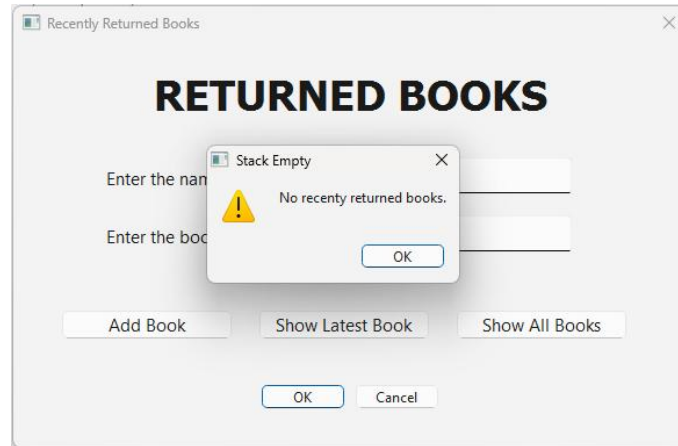 Recently Returned Books
RETURNED BOOKS
Stack Empty
Enter the nam
No recenty returned books.
Enter the boo
OK
Add Book
Show Latest Book
Show All Books
OK
Cancel